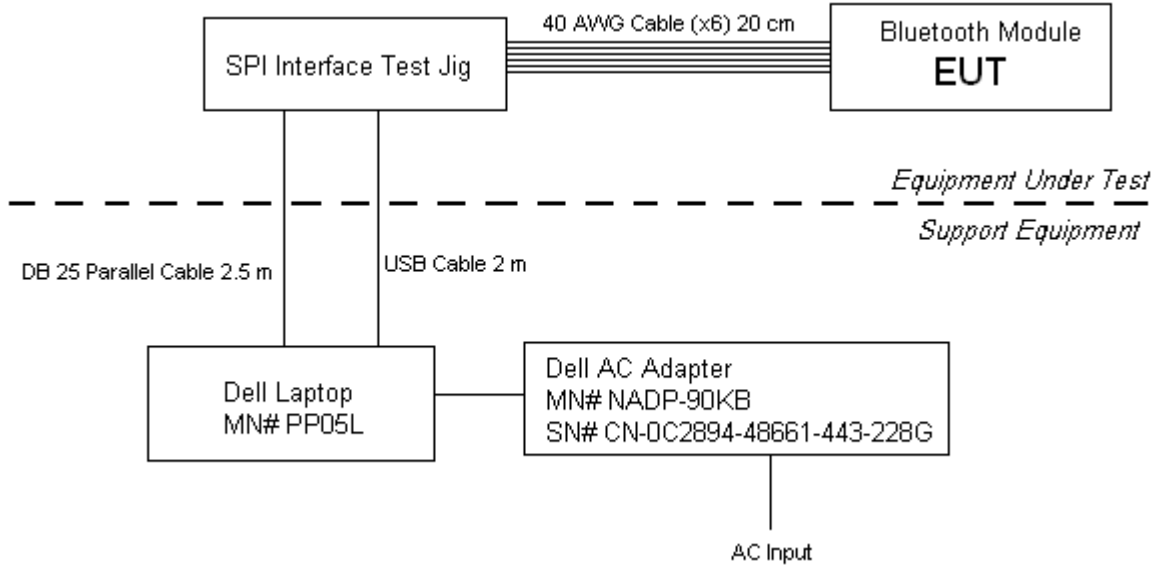 40 AWG Cable (x6) 20 cm
SPI Interface Test Jig
Bluetooth Module
EUT
Equipment Under Test
Support Equipment
DB 25 Parallel Cable 2.5 m
USB Cable 2 m
Dell Laptop
MN# PP05L
Dell AC Adapter
MN# NADP-90KB
SN# CN-0C2894-48661-443-228G
AC Input